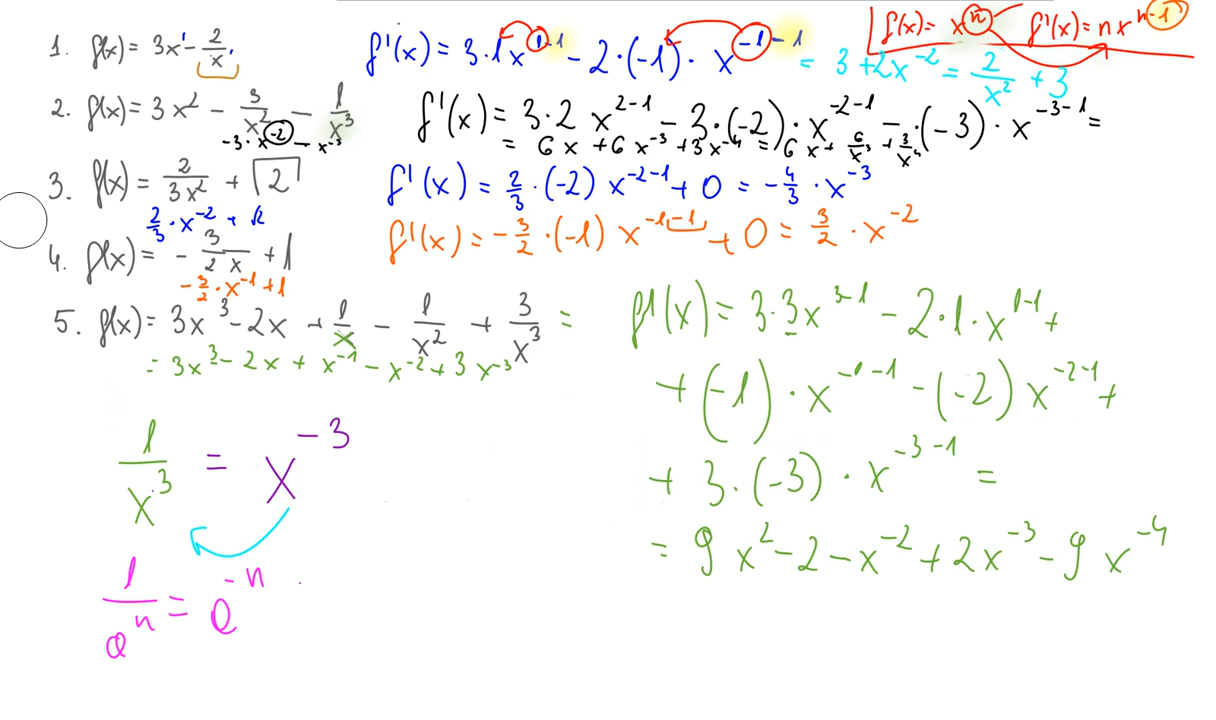 f(x) = xⁿ f'(x) = nxⁿ⁻¹
1. f(x) = 3x¹ - 2/x¹ f'(x) = 3·1x¹⁻¹ - 2·(-1)·x⁻¹⁻¹ = 3 + 2x⁻² = 2/x² + 3
2. f(x) = 3x² - 3/x² - 1/x³ f'(x) = 3·2x²⁻¹ - 3·(-2)·x⁻²⁻¹ - (-3)·x⁻³⁻¹ =
-3·x⁻² - x⁻³ = 6x + 6x⁻³ + 3x⁻⁴ = 6x + 6/x³ + 3/x⁴
3. f(x) = 2/3x² + √2 f'(x) = 2/3·(-2)x⁻²⁻¹ + 0 = -4/3·x⁻³
2/3·x⁻² + √2
4. f(x) = -3/2x + 1 f'(x) = -3/2·(-1)x⁻¹⁻¹ + 0 = 3/2·x⁻²
-3/2·x⁻¹ + 1
5. f(x) = 3x³ - 2x + 1/x - 1/x² + 3/x³ =
= 3x³ - 2x + x⁻¹ - x⁻² + 3x⁻³
f'(x) = 3·3x³⁻¹ - 2·1·x¹⁻¹ +
+ (-1)·x⁻¹⁻¹ - (-2)x⁻²⁻¹ +
+ 3·(-3)·x⁻³⁻¹ =
= 9x² - 2 - x⁻² + 2x⁻³ - 9x⁻⁴
1/x³ = x⁻³
1/aⁿ = a⁻ⁿ